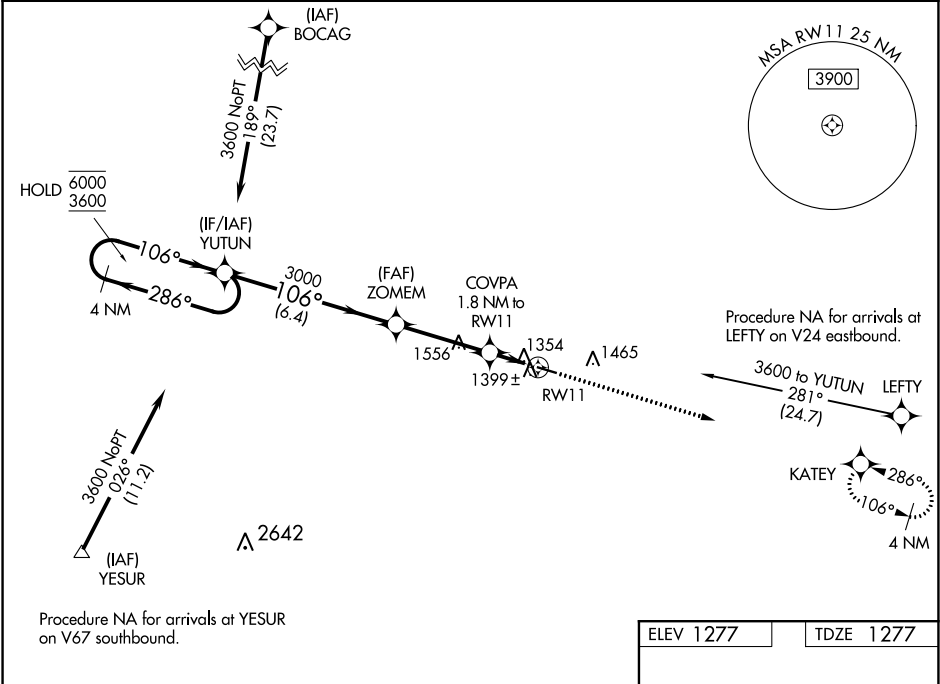 (IAF)
BOCAG
MSA RW11 25 NM
3900
3600 NoPT
189°
(23.7)
HOLD 6000
3600
(IF/IAF)
YUTUN
106°
286°
4 NM
3000
106°
(6.4)
(FAF)
ZOMEM
COVPA
1.8 NM to
RW11
1556
1354
1399±
1465
RW11
Procedure NA for arrivals at
LEFTY on V24 eastbound.
3600 to YUTUN
281°
(24.7)
LEFTY
KATEY
286°
106°
4 NM
3600 NoPT
026°
(11.2)
2642
(IAF)
YESUR
Procedure NA for arrivals at YESUR
on V67 southbound.
ELEV 1277
TDZE 1277